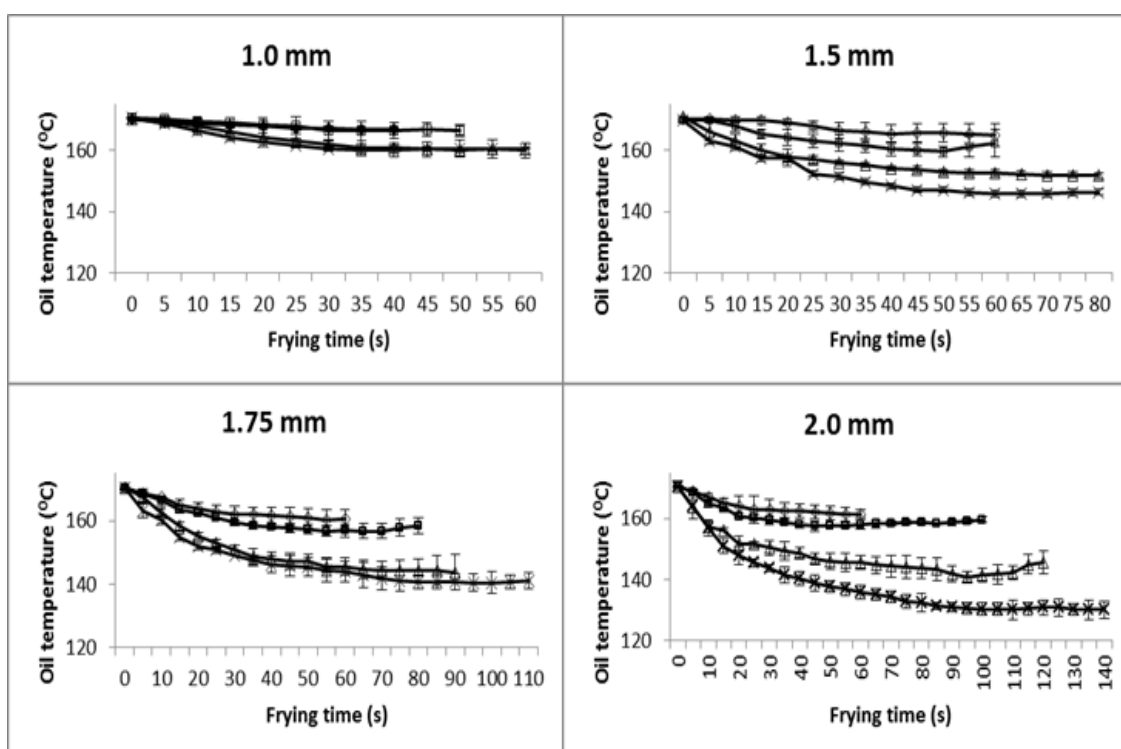 1.0 mm
Oil temperature (°C)
160
140
120
0 5 10 15 20 25 30 35 40 45 50 55 60
Frying time (s)
1.5 mm
Oil temperature (°C)
160
140
120
0 5 10 15 20 25 30 35 40 45 50 55 60 65 70 75 80
Frying time (s)
1.75 mm
Oil temperature (°C)
160
140
120
0 10 20 30 40 50 60 70 80 90 100 110
Frying time (s)
2.0 mm
Oil temperature (°C)
160
140
120
0 10 20 30 40 50 60 70 80 90 100 110 120 130 140
Frying time (s)